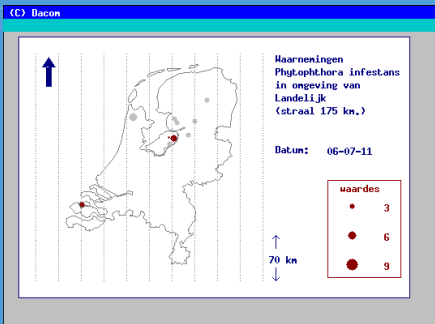 (C) Dacom
Waarnemingen
Phytophthora infestans
in omgeving van
Landelijk
(straal 175 km.)
Datum: 06-07-11
waardes
3
6
9
70 km